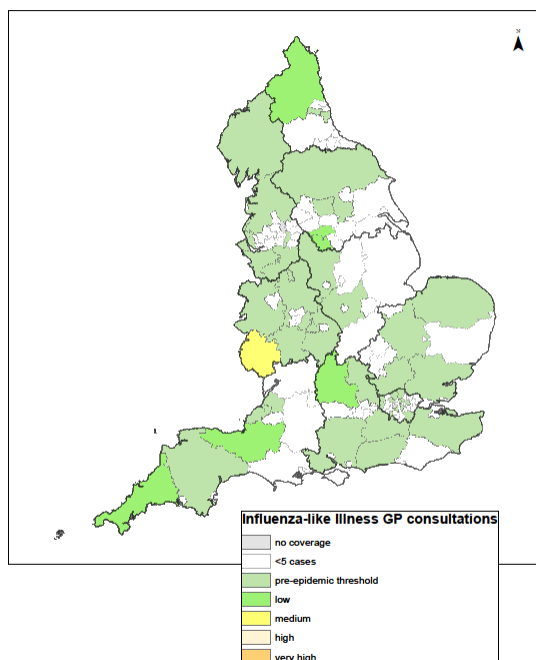 N
Influenza-like Illness GP consultations
no coverage
<5 cases
pre-epidemic threshold
low
medium
high
very high